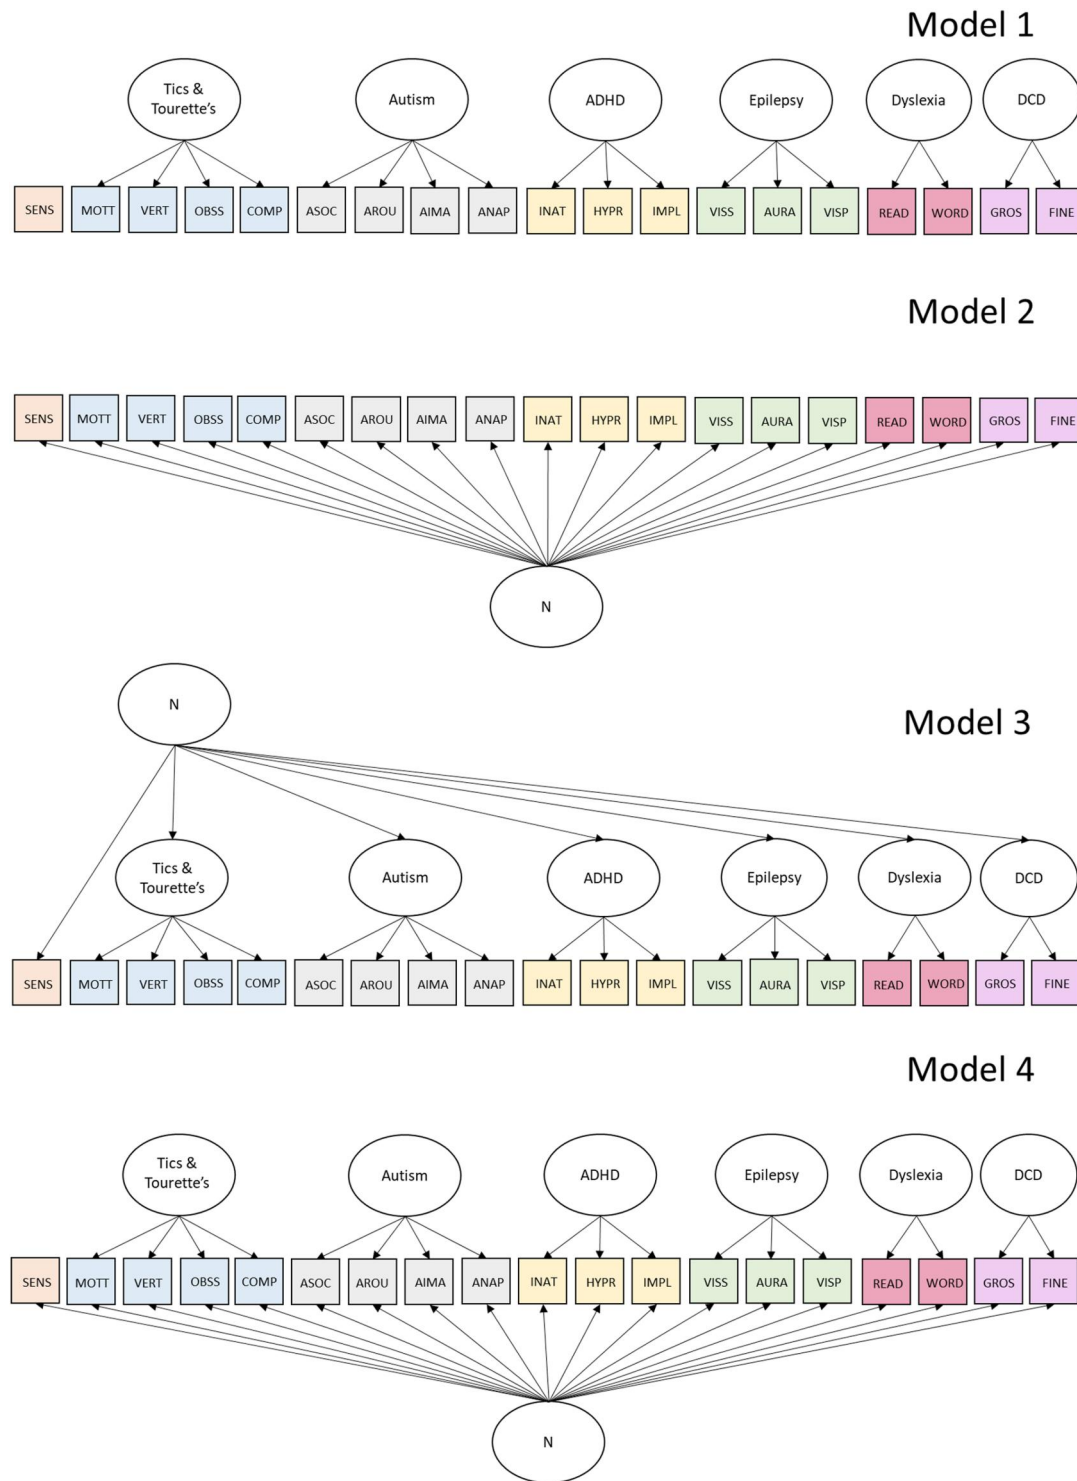 Model 1
Tics &
Tourette's
Autism
ADHD
Epilepsy
Dyslexia
DCD
SENS MOTT VERT OBSS COMP ASOC AROU AIMA ANAP INAT HYPR IMPL VISS AURA VISP READ WORD GROS FINE
Model 2
SENS MOTT VERT OBSS COMP ASOC AROU AIMA ANAP INAT HYPR IMPL VISS AURA VISP READ WORD GROS FINE
N
N
Model 3
Tics &
Tourette's
Autism
ADHD
Epilepsy
Dyslexia
DCD
SENS MOTT VERT OBSS COMP ASOC AROU AIMA ANAP INAT HYPR IMPL VISS AURA VISP READ WORD GROS FINE
Model 4
Tics &
Tourette's
Autism
ADHD
Epilepsy
Dyslexia
DCD
SENS MOTT VERT OBSS COMP ASOC AROU AIMA ANAP INAT HYPR IMPL VISS AURA VISP READ WORD GROS FINE
N